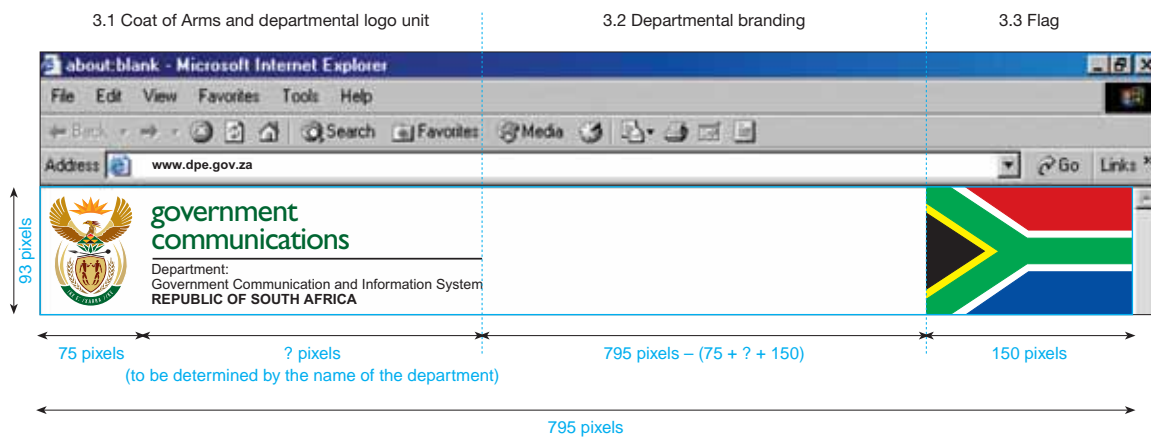 3.1 Coat of Arms and departmental logo unit
3.2 Departmental branding
3.3 Flag
about:blank - Microsoft Internet Explorer
File Edit View Favorites Tools Help
Back Search Favorites Media
Address www.dpe.gov.za Go Links »
93 pixels
government
communications
Department:
Government Communication and Information System
REPUBLIC OF SOUTH AFRICA
75 pixels
? pixels
(to be determined by the name of the department)
795 pixels – (75 + ? + 150)
150 pixels
795 pixels